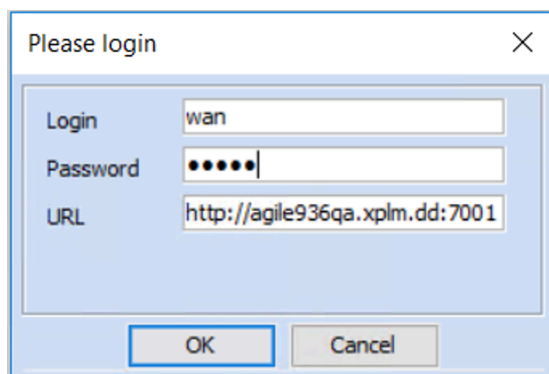 Please login
Login wan
Password •••••
URL http://agile936qa.xplm.dd:7001
OK Cancel